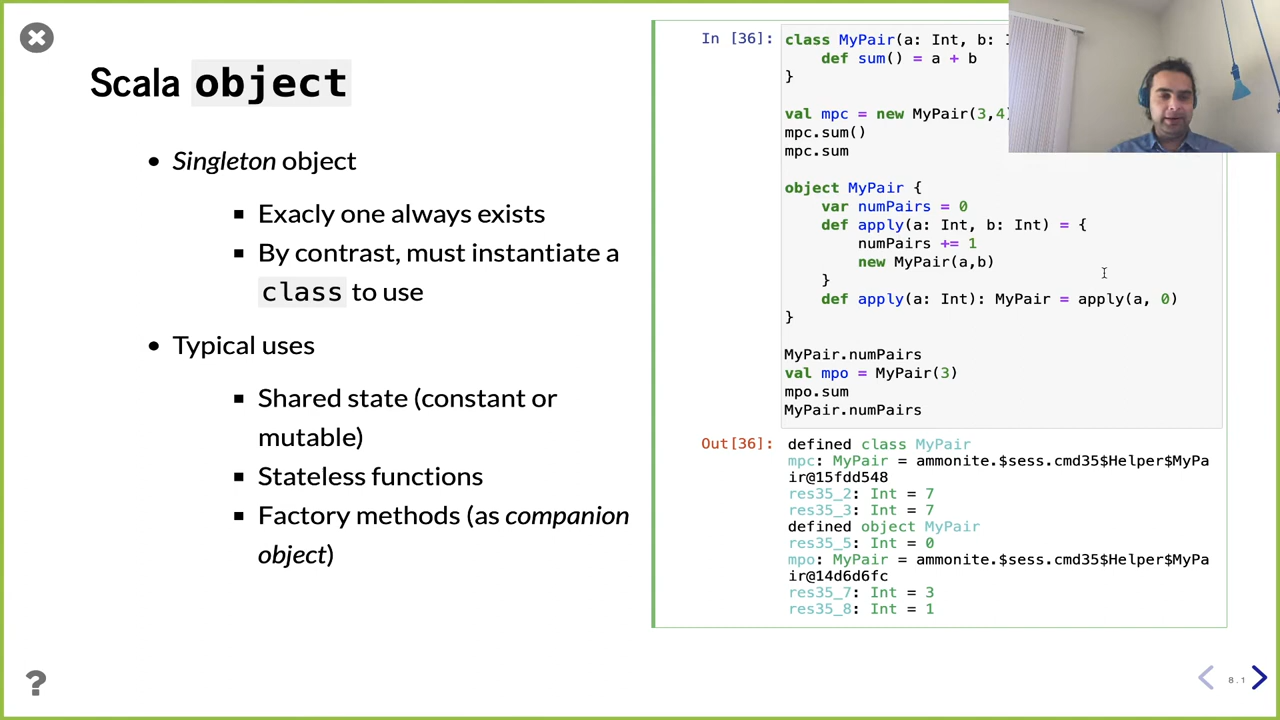 Scala object
• Singleton object
▪ Exacly one always exists
▪ By contrast, must instantiate a
class to use
• Typical uses
▪ Shared state (constant or
mutable)
▪ Stateless functions
▪ Factory methods (as companion
object)
In [36]:
class MyPair(a: Int, b:
def sum() = a + b
}
val mpc = new MyPair(3,4)
mpc.sum()
mpc.sum
object MyPair {
var numPairs = 0
def apply(a: Int, b: Int) = {
numPairs += 1
new MyPair(a,b)
}
def apply(a: Int): MyPair = apply(a, 0)
}
MyPair.numPairs
val mpo = MyPair(3)
mpo.sum
MyPair.numPairs
Out[36]:
defined class MyPair
mpc: MyPair = ammonite.$sess.cmd35$Helper$MyPa
ir@15fdd548
res35_2: Int = 7
res35_3: Int = 7
defined object MyPair
res35_5: Int = 0
mpo: MyPair = ammonite.$sess.cmd35$Helper$MyPa
ir@14d6d6fc
res35_7: Int = 3
res35_8: Int = 1
?
8.1